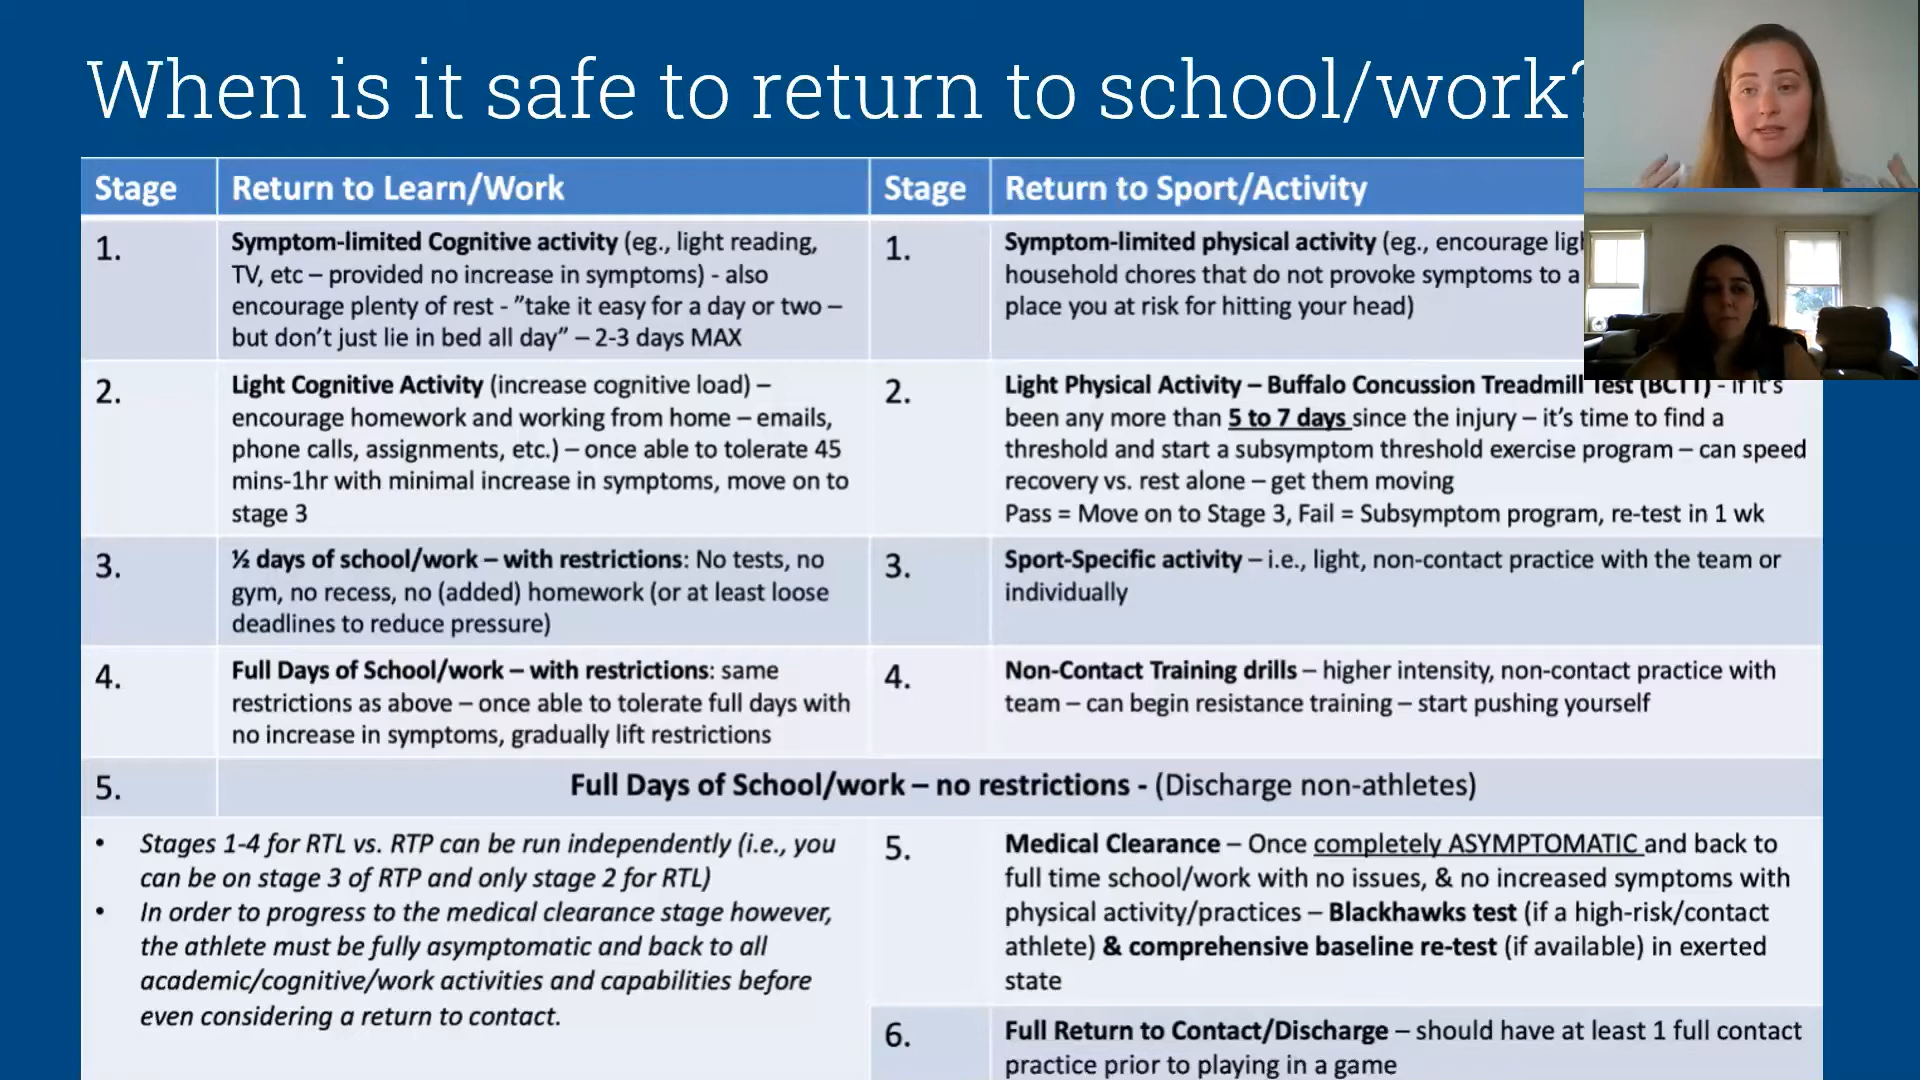 When is it safe to return to school/work?
Stage
Return to Learn/Work
Stage
Return to Sport/Activity
1.
Symptom-limited Cognitive activity (eg., light reading,
TV, etc – provided no increase in symptoms) - also
encourage plenty of rest - ”take it easy for a day or two –
but don’t just lie in bed all day” – 2-3 days MAX
1.
Symptom-limited physical activity (eg., encourage
household chores that do not provoke symptoms to a
place you at risk for hitting your head)
2.
Light Cognitive Activity (increase cognitive load) –
encourage homework and working from home – emails,
phone calls, assignments, etc.) – once able to tolerate 45
mins-1hr with minimal increase in symptoms, move on to
stage 3
2.
Light Physical Activity – Buffalo Concussion Treadmill Test (BCTT) - if it’s
been any more than 5 to 7 days since the injury – it’s time to find a
threshold and start a subsymptom threshold exercise program – can speed
recovery vs. rest alone – get them moving
Pass = Move on to Stage 3, Fail = Subsymptom program, re-test in 1 wk
3.
½ days of school/work – with restrictions: No tests, no
gym, no recess, no (added) homework (or at least loose
deadlines to reduce pressure)
3.
Sport-Specific activity – i.e., light, non-contact practice with the team or
individually
4.
Full Days of School/work – with restrictions: same
restrictions as above – once able to tolerate full days with
no increase in symptoms, gradually lift restrictions
4.
Non-Contact Training drills – higher intensity, non-contact practice with
team – can begin resistance training – start pushing yourself
5.
Full Days of School/work – no restrictions - (Discharge non-athletes)
• Stages 1-4 for RTL vs. RTP can be run independently (i.e., you
can be on stage 3 of RTP and only stage 2 for RTL)
• In order to progress to the medical clearance stage however,
the athlete must be fully asymptomatic and back to all
academic/cognitive/work activities and capabilities before
even considering a return to contact.
5.
Medical Clearance – Once completely ASYMPTOMATIC and back to
full time school/work with no issues, & no increased symptoms with
physical activity/practices – Blackhawks test (if a high-risk/contact
athlete) & comprehensive baseline re-test (if available) in exerted
state
6.
Full Return to Contact/Discharge – should have at least 1 full contact
practice prior to playing in a game